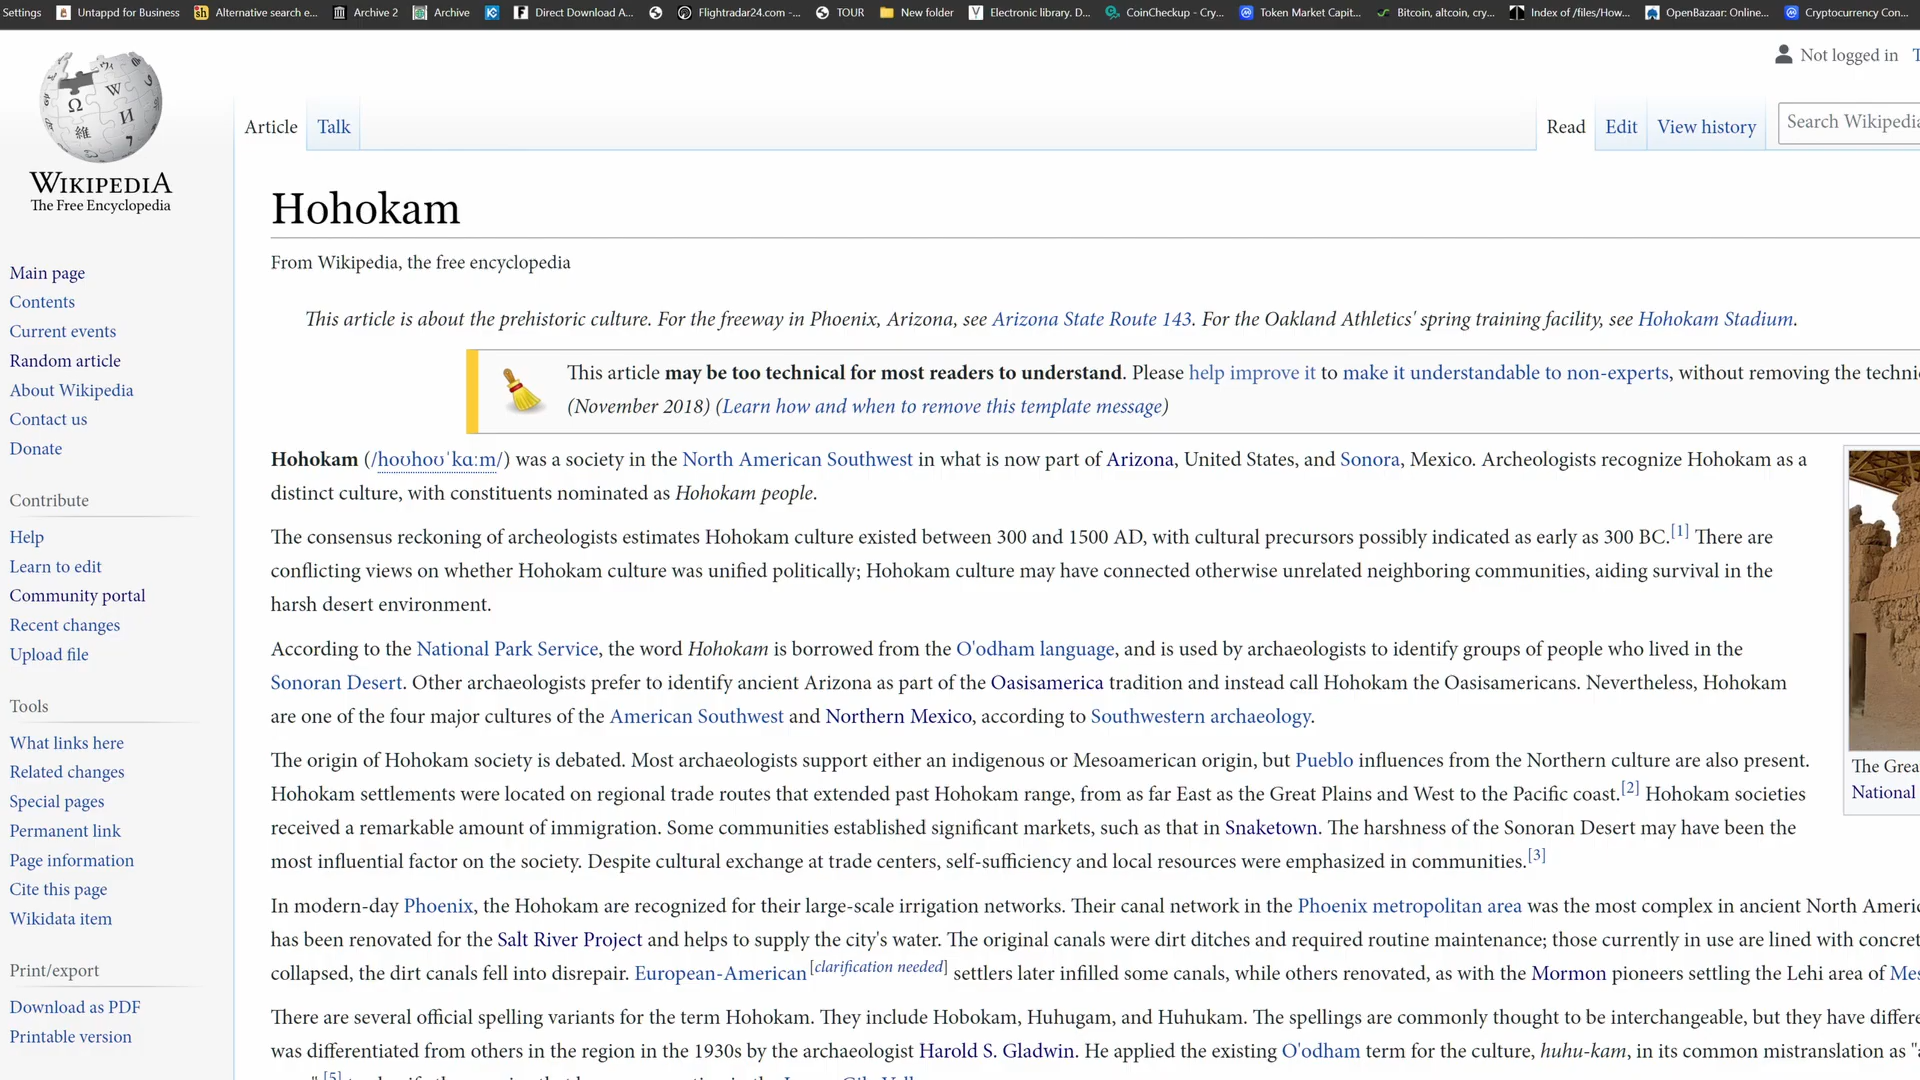 Settings Untappd for Business Alternative search e... Archive 2 Archive Direct Download A... Flightradar24.com -... TOUR New folder Electronic library. D... CoinCheckup - Cry... Token Market Capit... Bitcoin, altcoin, cry... Index of /files/How... OpenBazaar: Online... Cryptocurrency Con...
Not logged in
Article Talk Read Edit View history Search Wikipedia
WIKIPEDIA
The Free Encyclopedia
Main page
Contents
Current events
Random article
About Wikipedia
Contact us
Donate
Contribute
Help
Learn to edit
Community portal
Recent changes
Upload file
Tools
What links here
Related changes
Special pages
Permanent link
Page information
Cite this page
Wikidata item
Print/export
Download as PDF
Printable version
Hohokam
From Wikipedia, the free encyclopedia
This article is about the prehistoric culture. For the freeway in Phoenix, Arizona, see Arizona State Route 143. For the Oakland Athletics' spring training facility, see Hohokam Stadium.
This article may be too technical for most readers to understand. Please help improve it to make it understandable to non-experts, without removing the techni
(November 2018) (Learn how and when to remove this template message)
Hohokam (/hoʊhoʊˈkɑːm/) was a society in the North American Southwest in what is now part of Arizona, United States, and Sonora, Mexico. Archeologists recognize Hohokam as a
distinct culture, with constituents nominated as Hohokam people.
The consensus reckoning of archeologists estimates Hohokam culture existed between 300 and 1500 AD, with cultural precursors possibly indicated as early as 300 BC.[1] There are
conflicting views on whether Hohokam culture was unified politically; Hohokam culture may have connected otherwise unrelated neighboring communities, aiding survival in the
harsh desert environment.
According to the National Park Service, the word Hohokam is borrowed from the O'odham language, and is used by archaeologists to identify groups of people who lived in the
Sonoran Desert. Other archaeologists prefer to identify ancient Arizona as part of the Oasisamerica tradition and instead call Hohokam the Oasisamericans. Nevertheless, Hohokam
are one of the four major cultures of the American Southwest and Northern Mexico, according to Southwestern archaeology.
The origin of Hohokam society is debated. Most archaeologists support either an indigenous or Mesoamerican origin, but Pueblo influences from the Northern culture are also present.
Hohokam settlements were located on regional trade routes that extended past Hohokam range, from as far East as the Great Plains and West to the Pacific coast.[2] Hohokam societies
received a remarkable amount of immigration. Some communities established significant markets, such as that in Snaketown. The harshness of the Sonoran Desert may have been the
most influential factor on the society. Despite cultural exchange at trade centers, self-sufficiency and local resources were emphasized in communities.[3]
In modern-day Phoenix, the Hohokam are recognized for their large-scale irrigation networks. Their canal network in the Phoenix metropolitan area was the most complex in ancient North Americ
has been renovated for the Salt River Project and helps to supply the city's water. The original canals were dirt ditches and required routine maintenance; those currently in use are lined with concret
collapsed, the dirt canals fell into disrepair. European-American[clarification needed] settlers later infilled some canals, while others renovated, as with the Mormon pioneers settling the Lehi area of Mes
There are several official spelling variants for the term Hohokam. They include Hobokam, Huhugam, and Huhukam. The spellings are commonly thought to be interchangeable, but they have differe
was differentiated from others in the region in the 1930s by the archaeologist Harold S. Gladwin. He applied the existing O'odham term for the culture, huhu-kam, in its common mistranslation as "a
[5]
The Grea
National